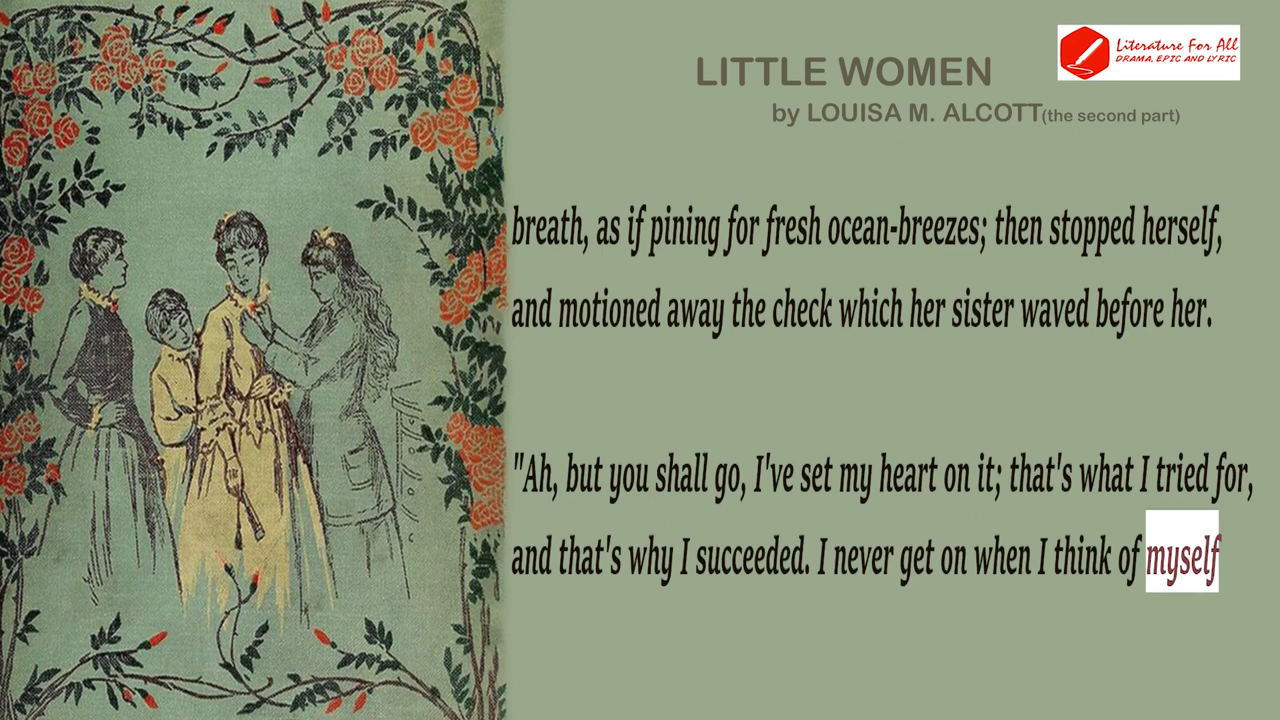 LITTLE WOMEN
by LOUISA M. ALCOTT(the second part)
Literature For All
DRAMA, EPIC AND LYRIC
breath, as if pining for fresh ocean-breezes; then stopped herself,
and motioned away the check which her sister waved before her.
"Ah, but you shall go, I've set my heart on it; that's what I tried for,
and that's why I succeeded. I never get on when I think of myself